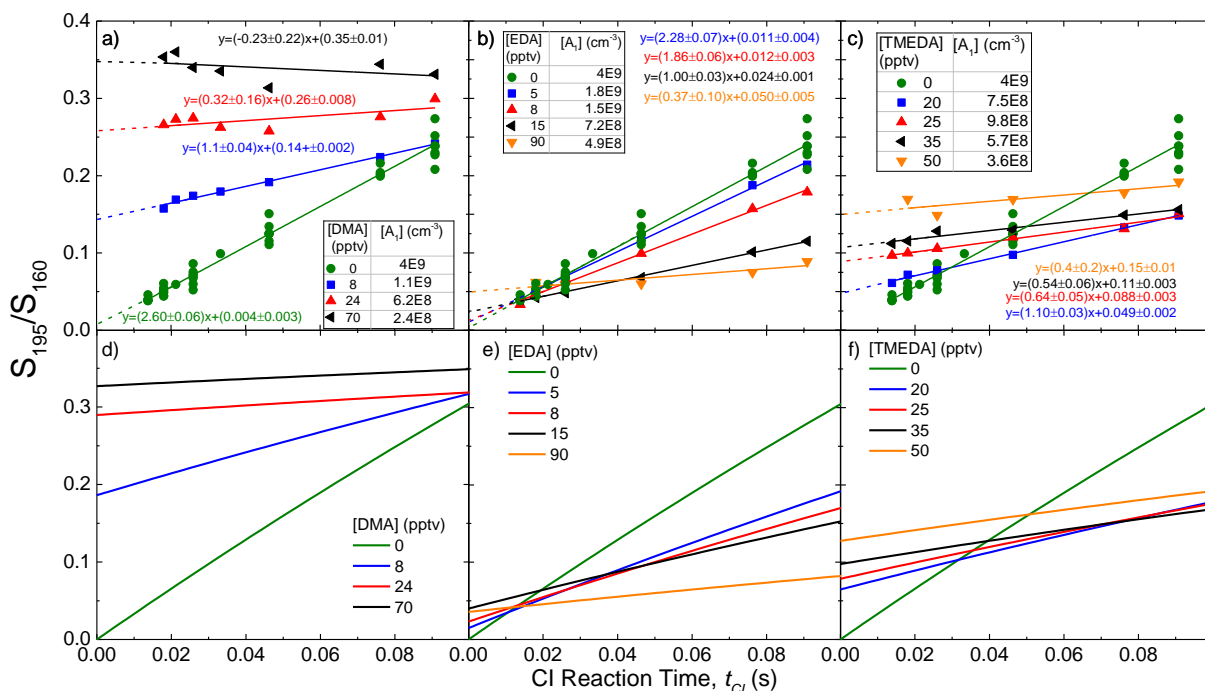 S195/S160
0.4
0.3
0.2
0.1
0.0
a)
y=(-0.23±0.22)x+(0.35±0.01)
y=(0.32±0.16)x+(0.26±0.008)
y=(1.1±0.04)x+(0.14+±0.002)
y=(2.60±0.06)x+(0.004±0.003)
[DMA] (pptv) [A1] (cm-3)
0 4E9
8 1.1E9
24 6.2E8
70 2.4E8
b)
[EDA] (pptv) [A1] (cm-3)
0 4E9
5 1.8E9
8 1.5E9
15 7.2E8
90 4.9E8
y=(2.28±0.07)x+(0.011±0.004)
y=(1.86±0.06)x+0.012±0.003)
y=(1.00±0.03)x+0.024±0.001)
y=(0.37±0.10)x+0.050±0.005)
c)
[TMEDA] (pptv) [A1] (cm-3)
0 4E9
20 7.5E8
25 9.8E8
35 5.7E8
50 3.6E8
y=(0.4±0.2)x+0.15±0.01)
y=(0.54±0.06)x+0.11±0.003)
y=(0.64±0.05)x+0.088±0.003)
y=(1.10±0.03)x+0.049±0.002)
d)
0.3
0.2
0.1
0.0
[DMA] (pptv)
0
8
24
70
e)
[EDA] (pptv)
0
5
8
15
90
f)
[TMEDA] (pptv)
0
20
25
35
50
0.00 0.02 0.04 0.06 0.08 0.00 0.02 0.04 0.06 0.08 0.00 0.02 0.04 0.06 0.08
CI Reaction Time, tCI (s)